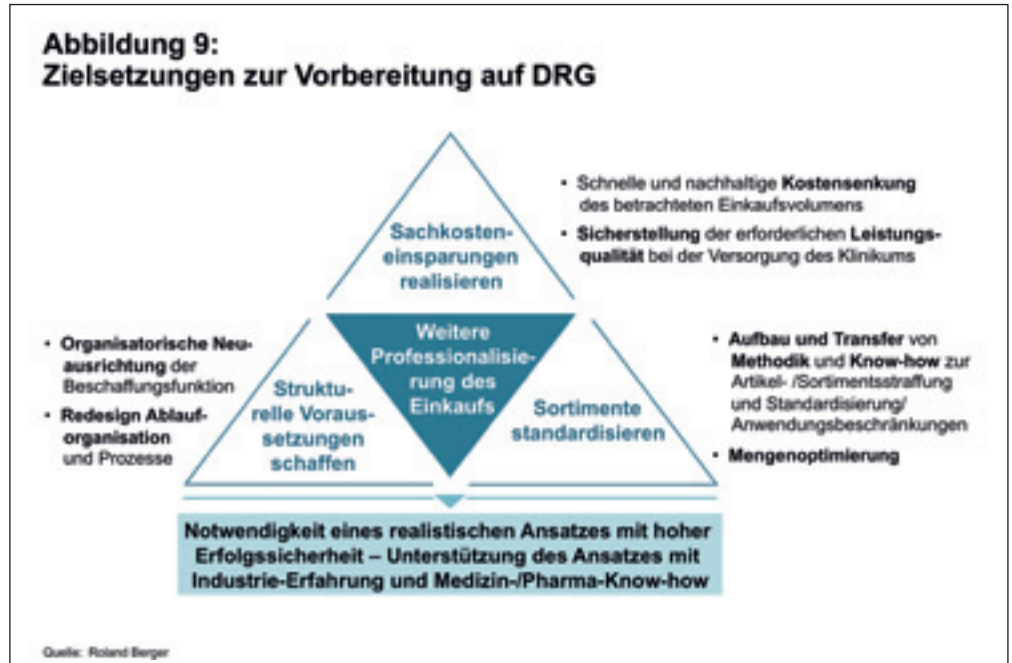 Abbildung 9:
Zielsetzungen zur Vorbereitung auf DRG
Sachkosten-
einsparungen
realisieren
• Schnelle und nachhaltige Kostensenkung
des betrachteten Einkaufsvolumens
• Sicherstellung der erforderlichen Leistungs-
qualität bei der Versorgung des Klinikums
• Organisatorische Neu-
ausrichtung der
Beschaffungsfunktion
• Redesign Ablauf-
organisation
und Prozesse
Struktu-
relle Voraus-
setzungen
schaffen
Weitere
Professionalisie-
rung des
Einkaufs
Sortimente
standardisieren
• Aufbau und Transfer von
Methodik und Know-how zur
Artikel- /Sortimentsstraffung
und Standardisierung/
Anwendungsbeschränkungen
• Mengenoptimierung
Notwendigkeit eines realistischen Ansatzes mit hoher
Erfolgssicherheit – Unterstützung des Ansatzes mit
Industrie-Erfahrung und Medizin-/Pharma-Know-how
Quelle: Roland Berger